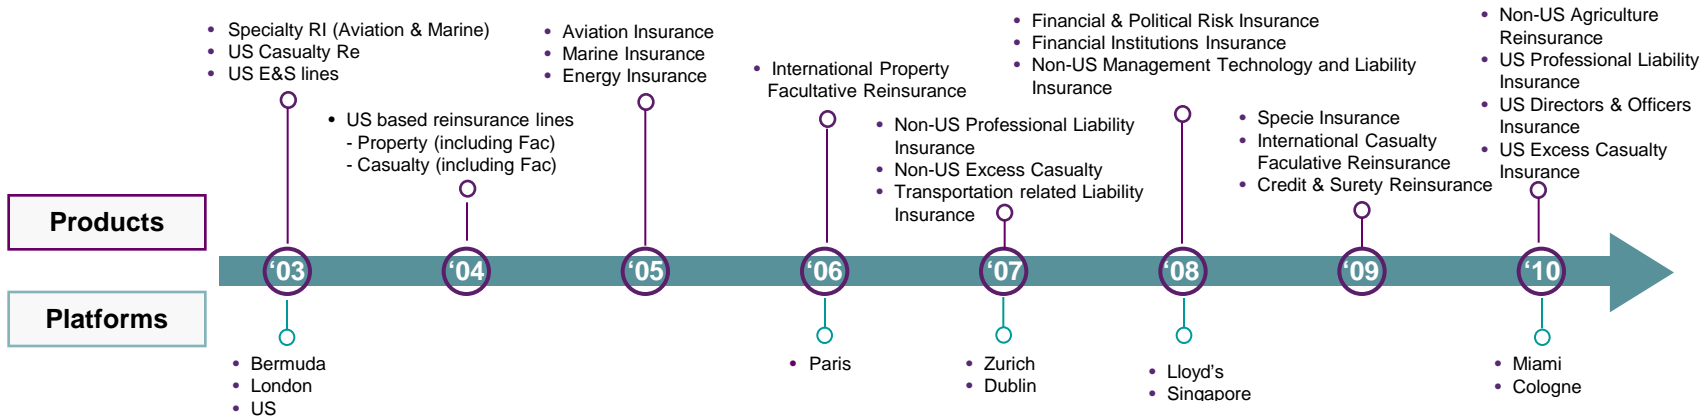 • Specialty RI (Aviation & Marine)
• US Casualty Re
• US E&S lines
• US based reinsurance lines
- Property (including Fac)
- Casualty (including Fac)
• Aviation Insurance
• Marine Insurance
• Energy Insurance
• International Property
Facultative Reinsurance
• Non-US Professional Liability
Insurance
• Non-US Excess Casualty
• Transportation related Liability
Insurance
• Financial & Political Risk Insurance
• Financial Institutions Insurance
• Non-US Management Technology and Liability
Insurance
• Specie Insurance
• International Casualty
Faculative Reinsurance
• Credit & Surety Reinsurance
• Non-US Agriculture
Reinsurance
• US Professional Liability
Insurance
• US Directors & Officers
Insurance
• US Excess Casualty
Insurance
Products
‘03
‘04
‘05
‘06
‘07
‘08
‘09
‘10
Platforms
• Bermuda
• London
• US
• Paris
• Zurich
• Dublin
• Lloyd’s
• Singapore
• Miami
• Cologne